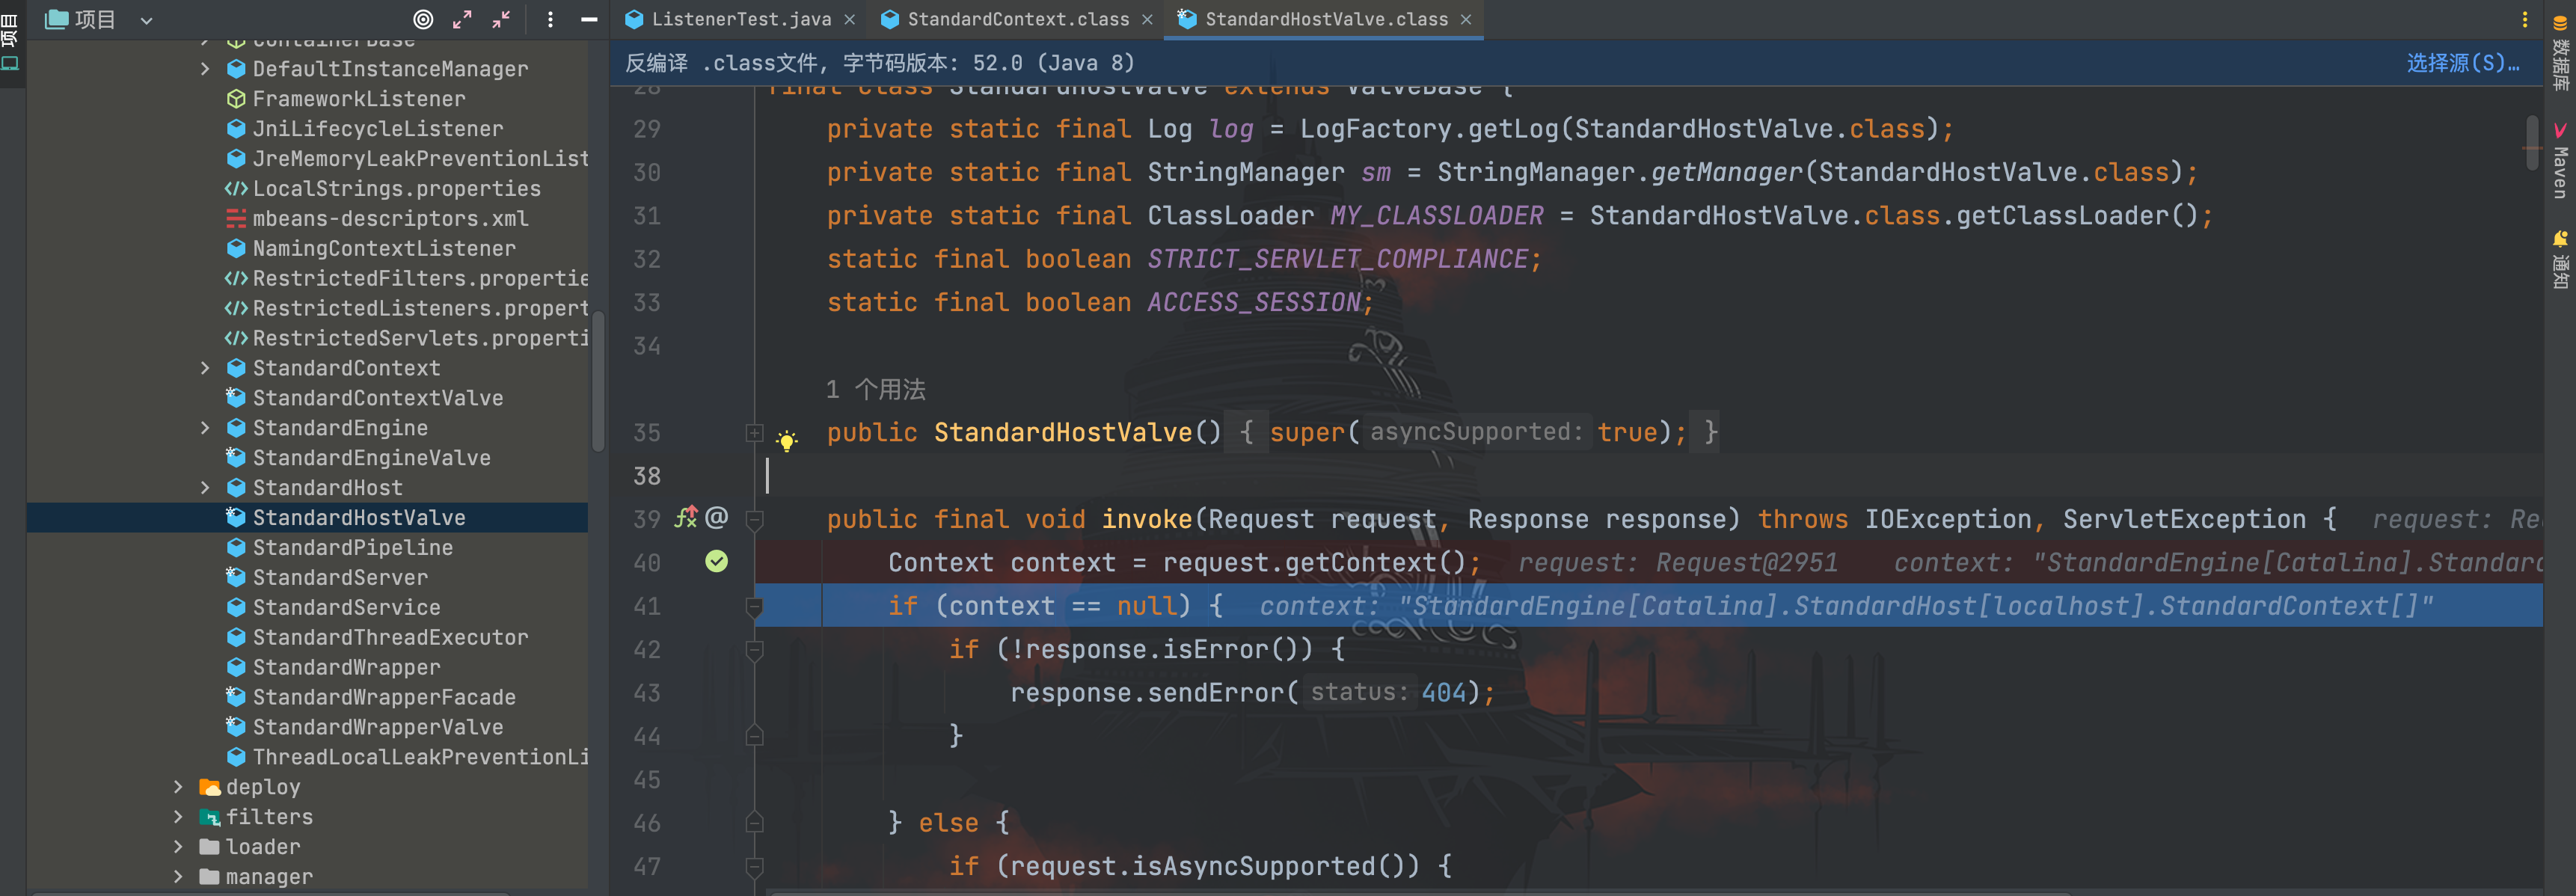 项目
项目
ContainerBase
DefaultInstanceManager
FrameworkListener
JniLifecycleListener
JreMemoryLeakPreventionList
LocalStrings.properties
mbeans-descriptors.xml
NamingContextListener
RestrictedFilters.propertie
RestrictedListeners.propert
RestrictedServlets.properti
StandardContext
StandardContextValve
StandardEngine
StandardEngineValve
StandardHost
StandardHostValve
StandardPipeline
StandardServer
StandardService
StandardThreadExecutor
StandardWrapper
StandardWrapperFacade
StandardWrapperValve
ThreadLocalLeakPreventionLi
deploy
filters
loader
manager
ListenerTest.java
StandardContext.class
StandardHostValve.class
反编译 .class文件, 字节码版本: 52.0 (Java 8)
选择源(S)…
28 final class StandardHostValve extends ValveBase {
29 private static final Log log = LogFactory.getLog(StandardHostValve.class);
30 private static final StringManager sm = StringManager.getManager(StandardHostValve.class);
31 private static final ClassLoader MY_CLASSLOADER = StandardHostValve.class.getClassLoader();
32 static final boolean STRICT_SERVLET_COMPLIANCE;
33 static final boolean ACCESS_SESSION;
34
1 个用法
35 public StandardHostValve() { super( asyncSupported: true); }
38
39 public final void invoke(Request request, Response response) throws IOException, ServletException { request: Re
40 Context context = request.getContext(); request: Request@2951 context: "StandardEngine[Catalina].Standard
41 if (context == null) { context: "StandardEngine[Catalina].StandardHost[localhost].StandardContext[]"
42 if (!response.isError()) {
43 response.sendError( status: 404);
44 }
45
46 } else {
47 if (request.isAsyncSupported()) {
数据库
Maven
通知